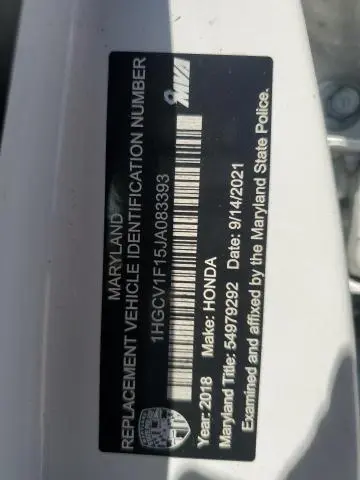 MARYLAND
REPLACEMENT VEHICLE IDENTIFICATION NUMBER
MVA
1HGCV1F15JA083393
Year: 2018 Make: HONDA
Maryland Title: 54979292 Date: 9/14/2021
Examined and affixed by the Maryland State Police.